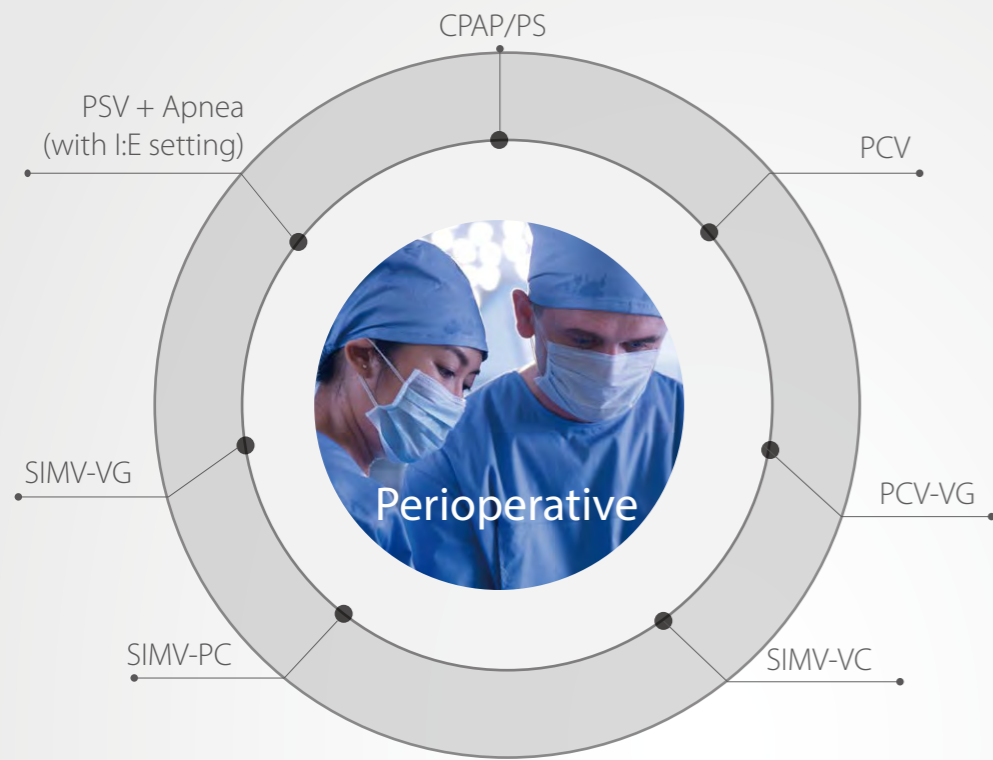 CPAP/PS
PSV + Apnea
(with I:E setting)
PCV
SIMV-VG
PCV-VG
Perioperative
SIMV-PC
SIMV-VC